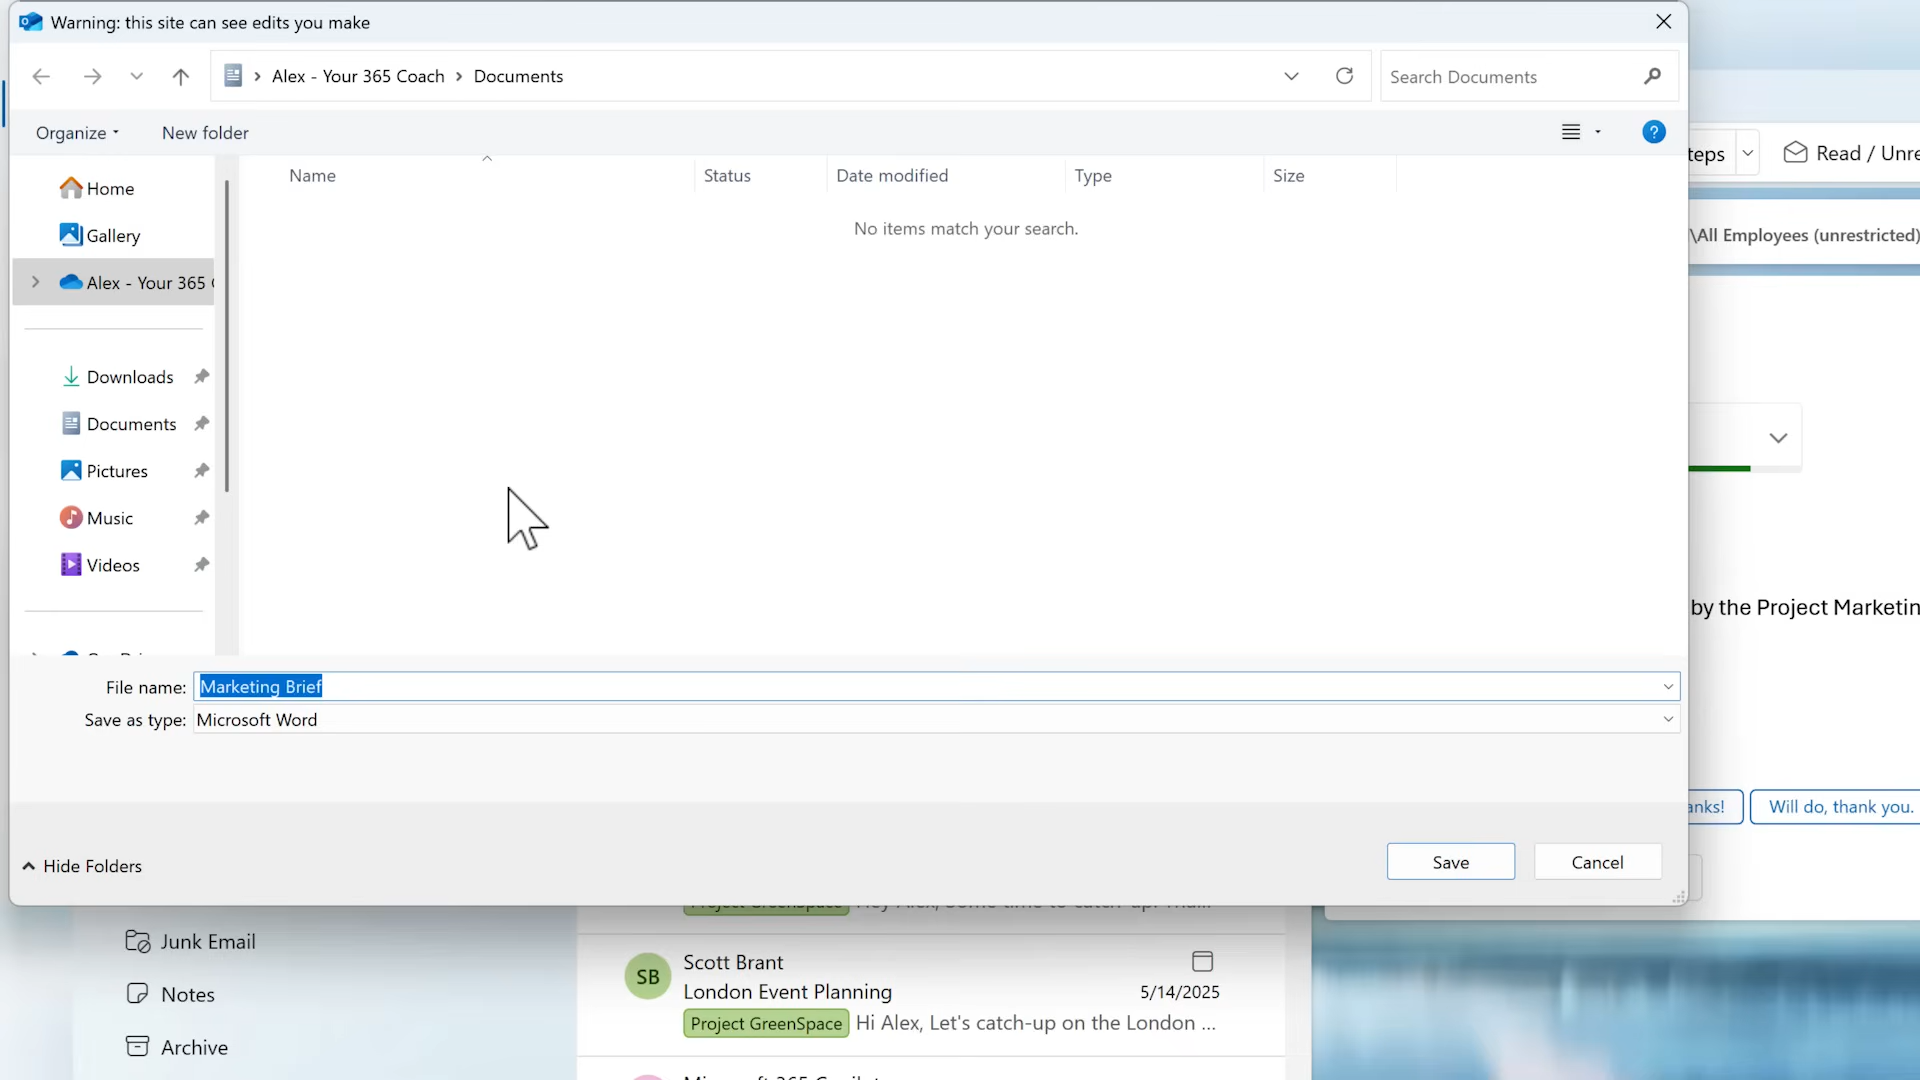 Warning: this site can see edits you make
Alex - Your 365 Coach > Documents
Search Documents
Organize
New folder
?
Name
Status
Date modified
Type
Size
No items match your search.
Home
Gallery
Alex - Your 365
Downloads
Documents
Pictures
Music
Videos
File name: Marketing Brief
Save as type: Microsoft Word
Hide Folders
Save
Cancel
teps
Read / Unre
\All Employees (unrestricted)
by the Project Marketin
anks!
Will do, thank you.
Junk Email
Notes
Archive
SB
Scott Brant
London Event Planning
5/14/2025
Project GreenSpace Hi Alex, Let's catch-up on the London ...